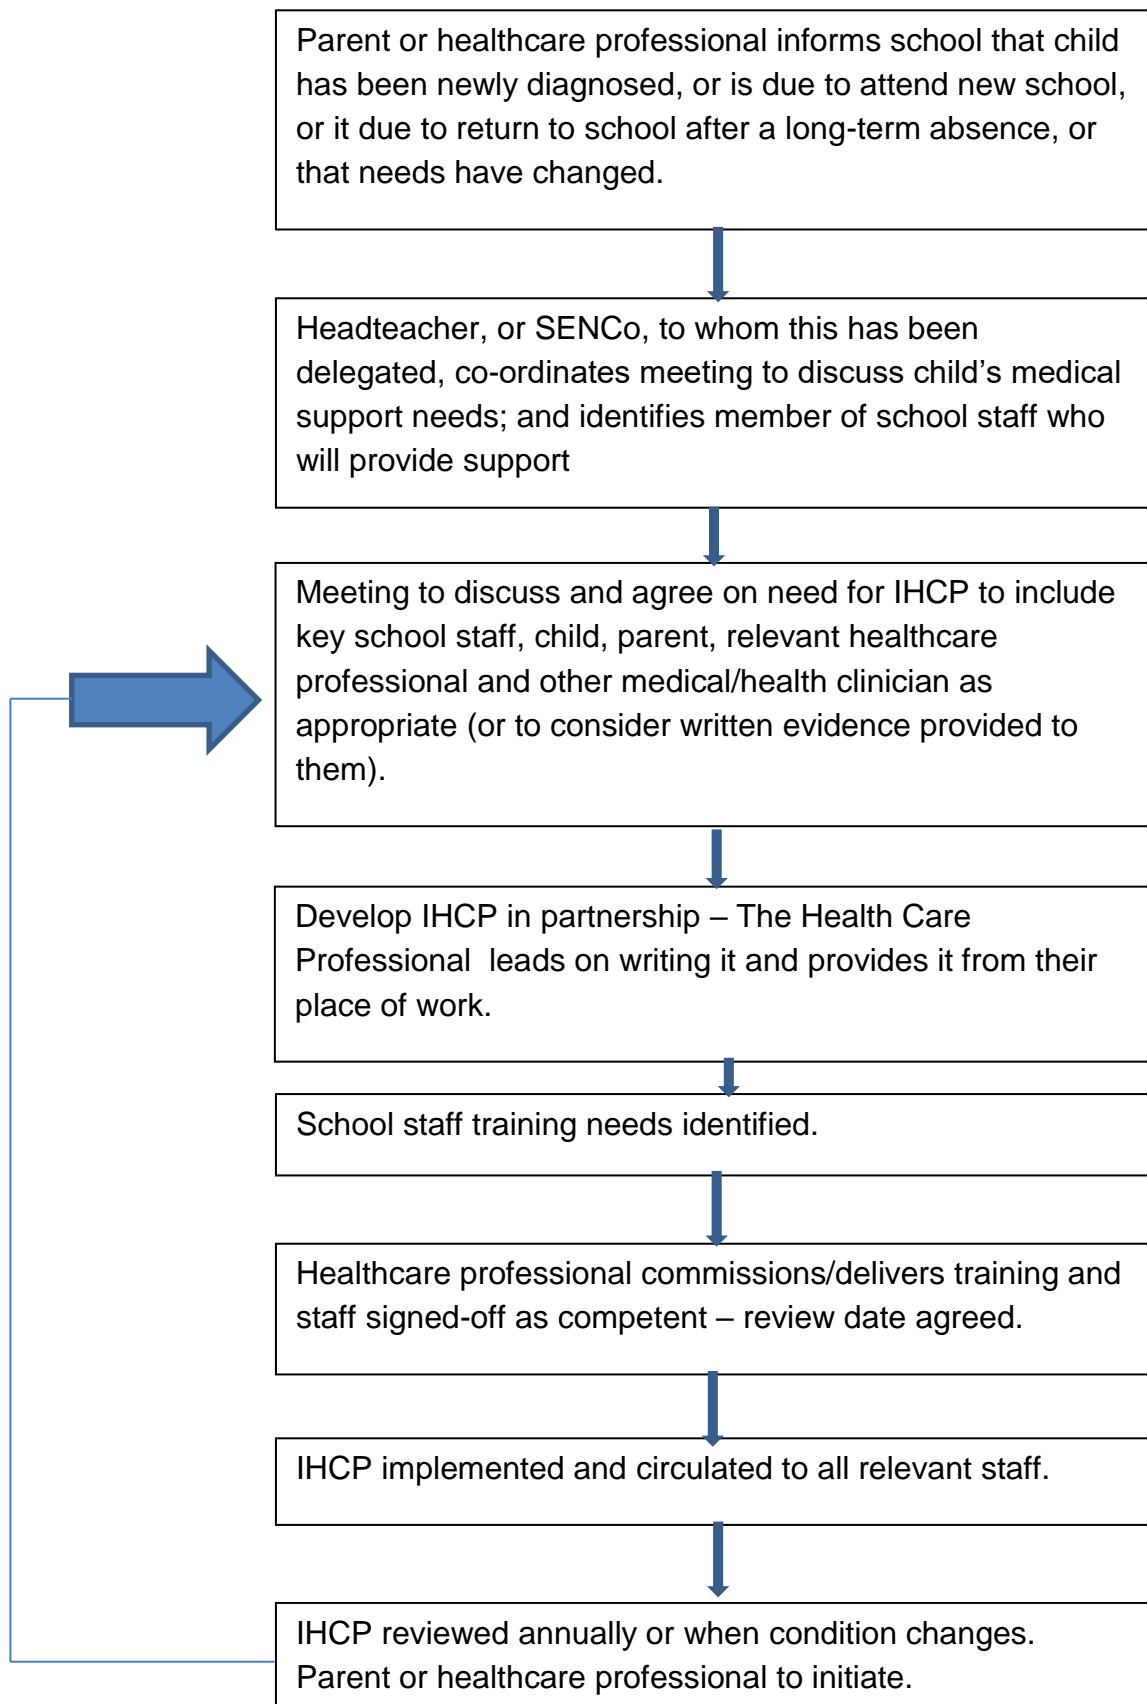 Parent or healthcare professional informs school that child
has been newly diagnosed, or is due to attend new school,
or it due to return to school after a long-term absence, or
that needs have changed.
Headteacher, or SENCo, to whom this has been
delegated, co-ordinates meeting to discuss child's medical
support needs; and identifies member of school staff who
will provide support
Meeting to discuss and agree on need for IHCP to include
key school staff, child, parent, relevant healthcare
professional and other medical/health clinician as
appropriate (or to consider written evidence provided to
them).
Develop IHCP in partnership – The Health Care
Professional  leads on writing it and provides it from their
place of work.
School staff training needs identified.
Healthcare professional commissions/delivers training and
staff signed-off as competent – review date agreed.
IHCP implemented and circulated to all relevant staff.
IHCP reviewed annually or when condition changes.
Parent or healthcare professional to initiate.